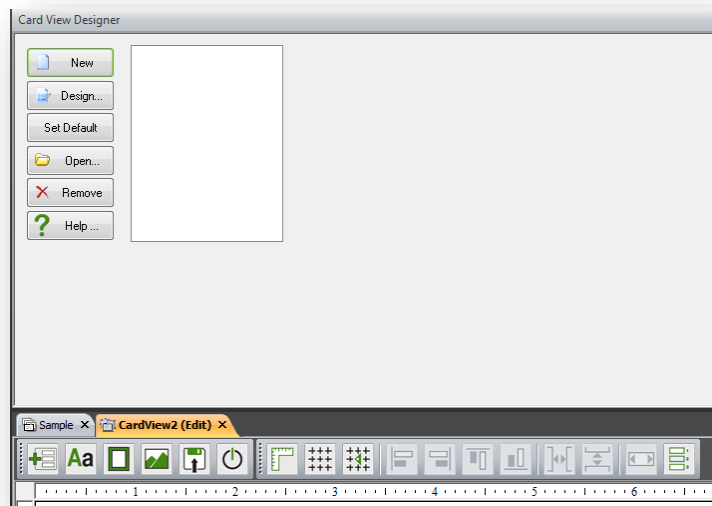 Card View Designer
New
Design...
Set Default
Open...
Remove
Help ...
Sample
CardView2 (Edit)
Aa
1 2 3 4 5 6